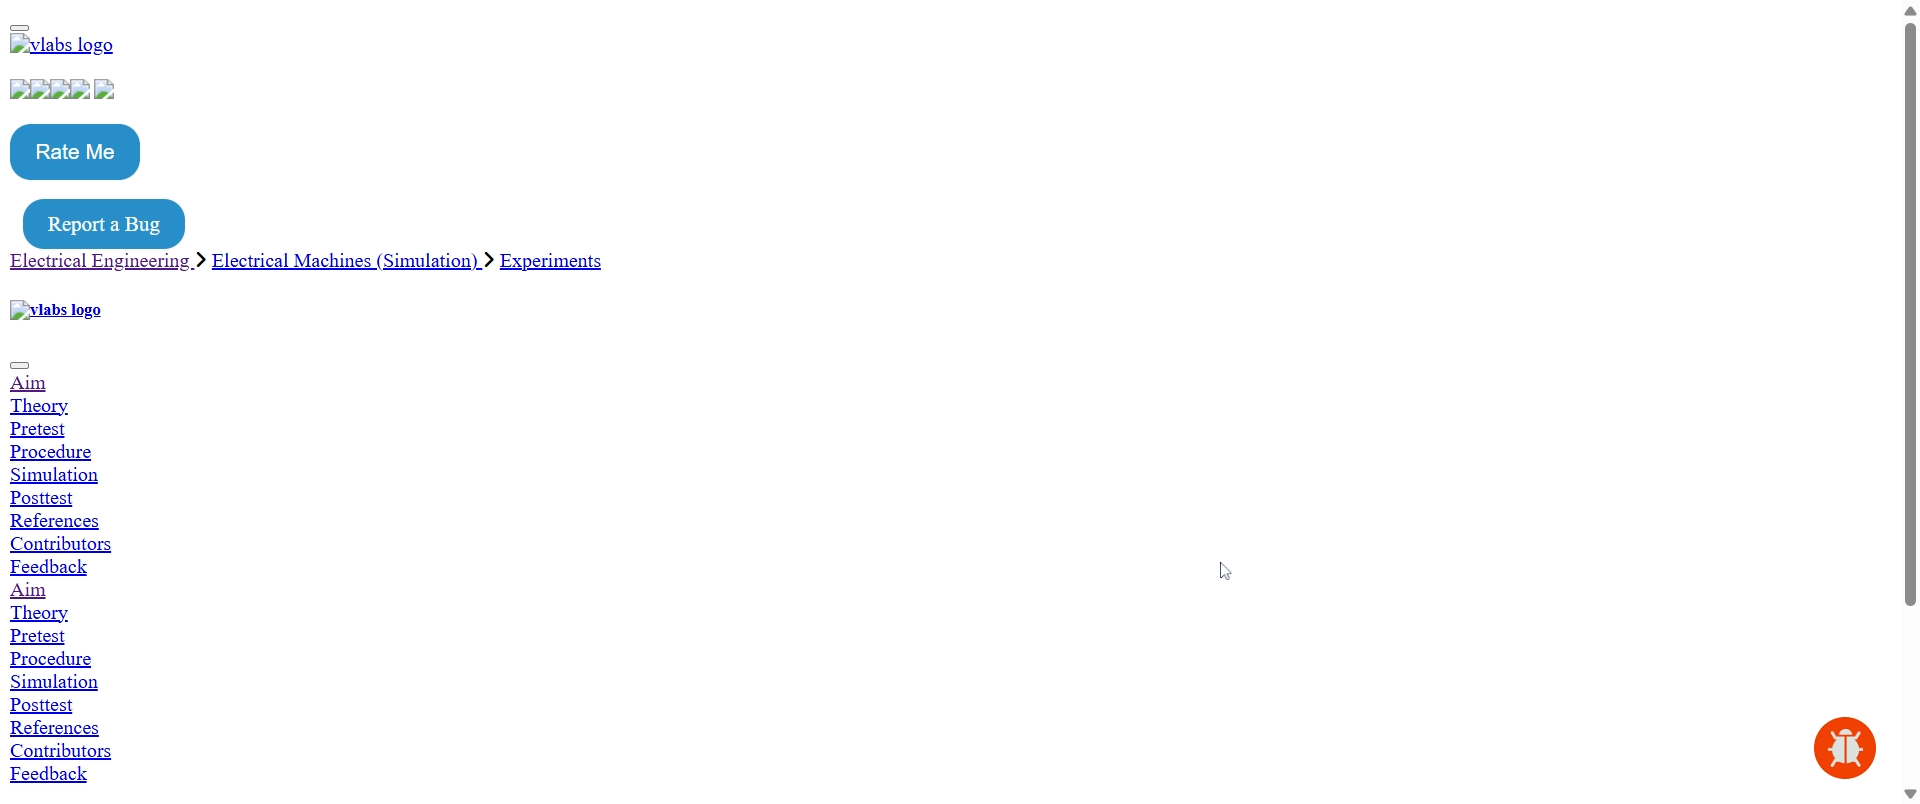 vlabs logo
Rate Me
Report a Bug
Electrical Engineering Electrical Machines (Simulation) Experiments
vlabs logo
Aim
Theory
Pretest
Procedure
Simulation
Posttest
References
Contributors
Feedback
Aim
Theory
Pretest
Procedure
Simulation
Posttest
References
Contributors
Feedback